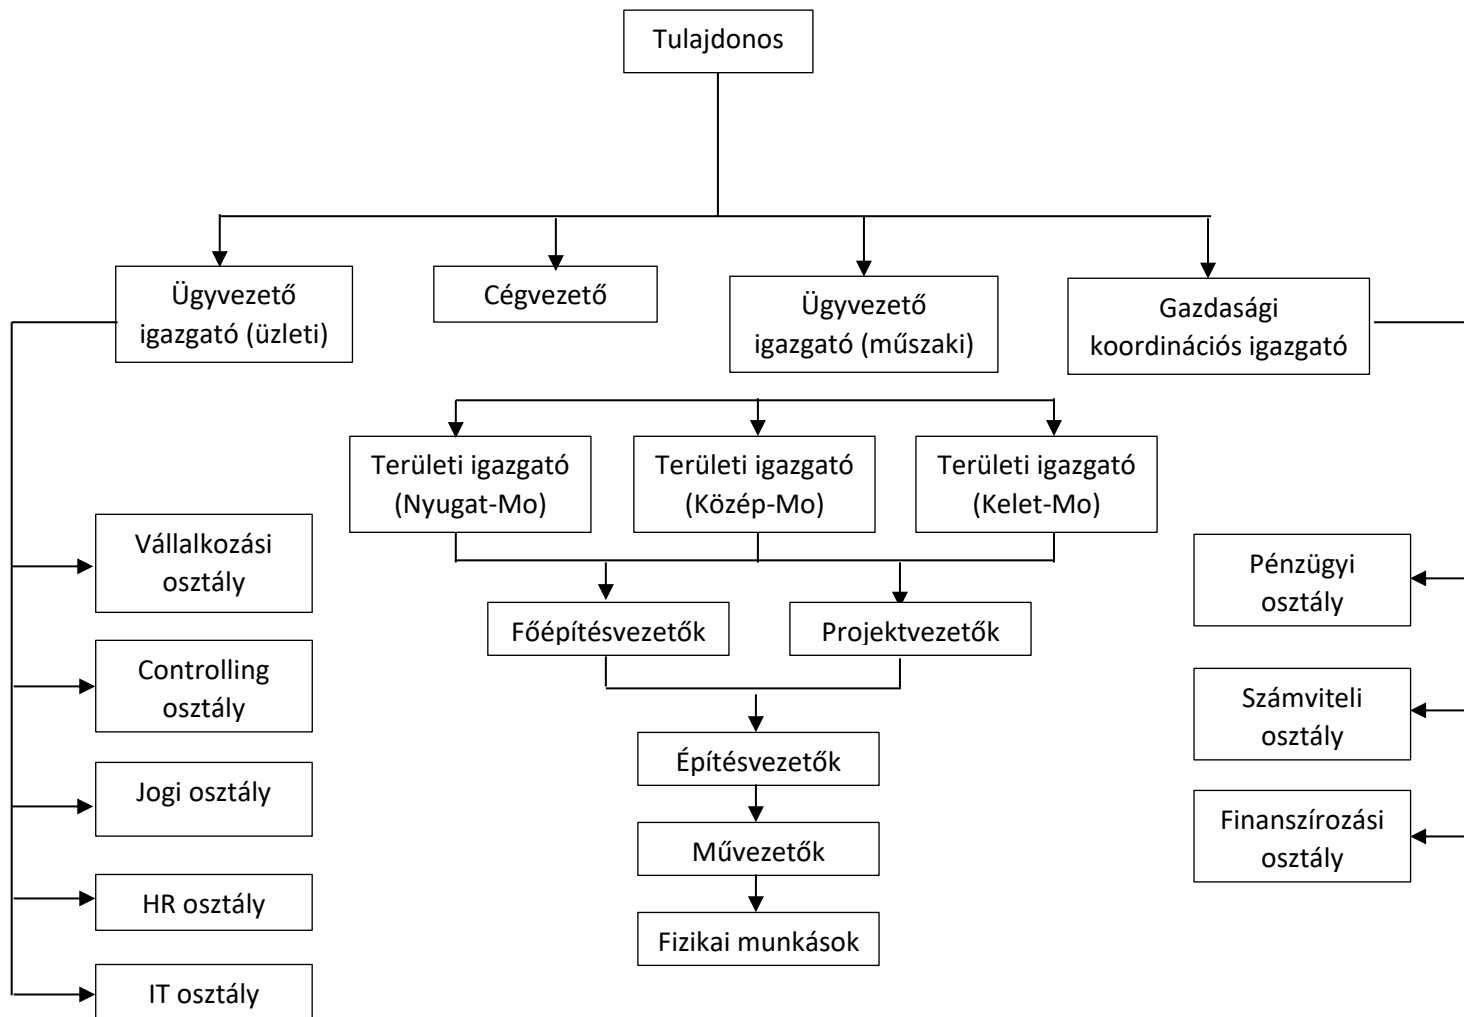 Tulajdonos
Ügyvezető
igazgató (üzleti)
Cégvezető
Ügyvezető
igazgató (műszaki)
Gazdasági
koordinációs igazgató
Területi igazgató
(Nyugat-Mo)
Területi igazgató
(Közép-Mo)
Területi igazgató
(Kelet-Mo)
Vállalkozási
osztály
Controlling
osztály
Jogi osztály
HR osztály
IT osztály
Főépítésvezetők
Projektvezetők
Építésvezetők
Művezetők
Fizikai munkások
Pénzügyi
osztály
Számviteli
osztály
Finanszírozási
osztály